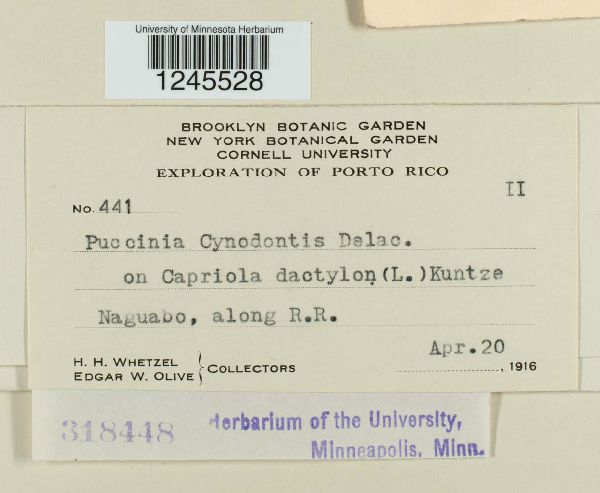 University of Minnesota Herbarium
1245528
BROOKLYN BOTANIC GARDEN
NEW YORK BOTANICAL GARDEN
CORNELL UNIVERSITY
EXPLORATION OF PORTO RICO
II
No. 441
Puccinia Cynodontis Delac.
on Capriola dactylon (L.) Kuntze
Naguabo, along R.R.
Apr. 20
H. H. WHETZEL
EDGAR W. OLIVE } COLLECTORS , 1916
318448 Herbarium of the University,
Minneapolis, Minn.